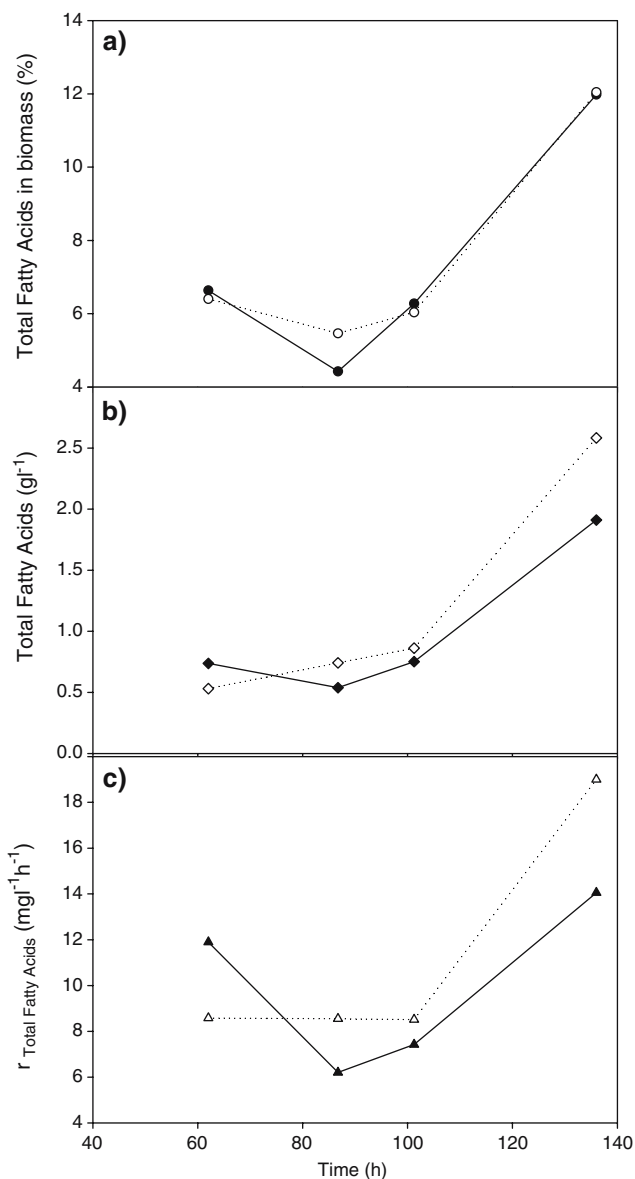 14
a)
12
10
8
6
4
Total Fatty Acids in biomass (%)
b)
2.5
2.0
1.5
1.0
0.5
0.0
Total Fatty Acids (gl⁻¹)
c)
18
16
14
12
10
8
6
4
r Total Fatty Acids (mgl⁻¹h⁻¹)
40 60 80 100 120 140
Time (h)